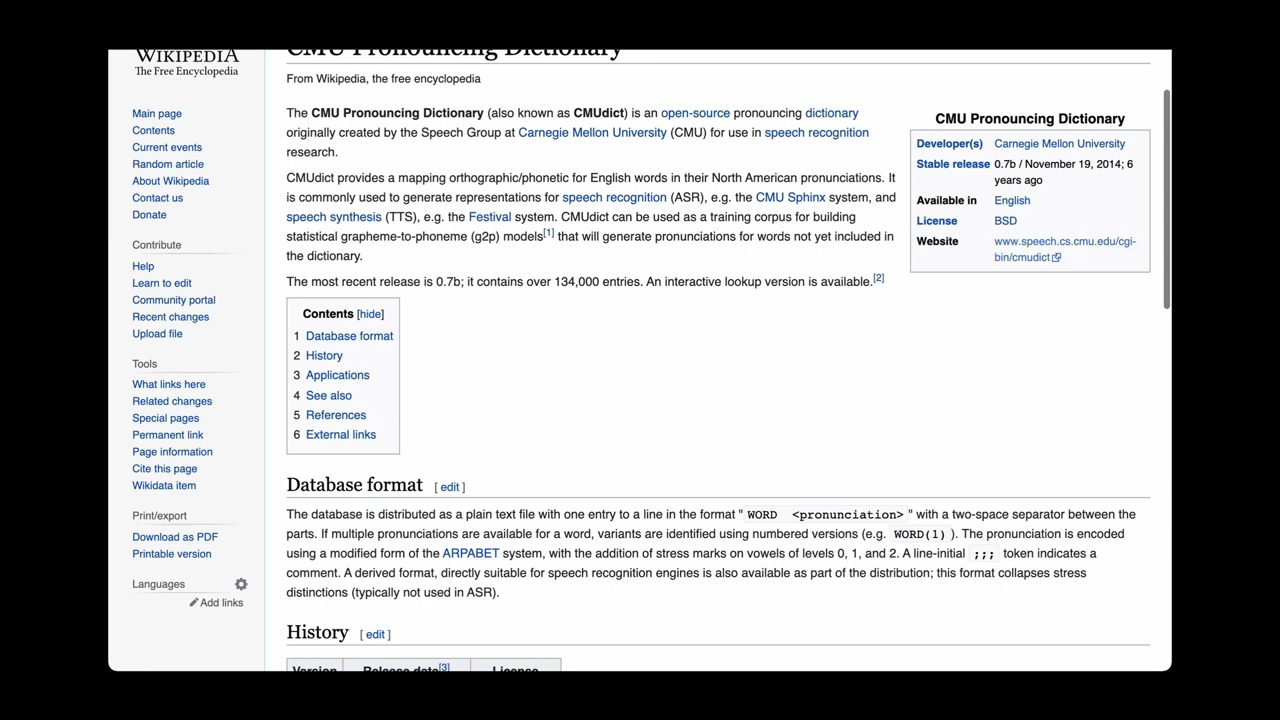 WIKIPEDIA
The Free Encyclopedia
Main page
Contents
Current events
Random article
About Wikipedia
Contact us
Donate
Contribute
Help
Learn to edit
Community portal
Recent changes
Upload file
Tools
What links here
Related changes
Special pages
Permanent link
Page information
Cite this page
Wikidata item
Print/export
Download as PDF
Printable version
Languages
Add links
CMU Pronouncing Dictionary
From Wikipedia, the free encyclopedia
The CMU Pronouncing Dictionary (also known as CMUdict) is an open-source pronouncing dictionary
originally created by the Speech Group at Carnegie Mellon University (CMU) for use in speech recognition
research.
CMUdict provides a mapping orthographic/phonetic for English words in their North American pronunciations. It
is commonly used to generate representations for speech recognition (ASR), e.g. the CMU Sphinx system, and
speech synthesis (TTS), e.g. the Festival system. CMUdict can be used as a training corpus for building
statistical grapheme-to-phoneme (g2p) models[1] that will generate pronunciations for words not yet included in
the dictionary.
The most recent release is 0.7b; it contains over 134,000 entries. An interactive lookup version is available.[2]
CMU Pronouncing Dictionary
Developer(s) Carnegie Mellon University
Stable release 0.7b / November 19, 2014; 6
years ago
Available in English
License BSD
Website www.speech.cs.cmu.edu/cgi-
bin/cmudict
Contents [hide]
1 Database format
2 History
3 Applications
4 See also
5 References
6 External links
Database format [ edit ]
The database is distributed as a plain text file with one entry to a line in the format " WORD  <pronunciation> " with a two-space separator between the
parts. If multiple pronunciations are available for a word, variants are identified using numbered versions (e.g. WORD(1) ). The pronunciation is encoded
using a modified form of the ARPABET system, with the addition of stress marks on vowels of levels 0, 1, and 2. A line-initial ;;; token indicates a
comment. A derived format, directly suitable for speech recognition engines is also available as part of the distribution; this format collapses stress
distinctions (typically not used in ASR).
History [ edit ]
Version Release date[3] License